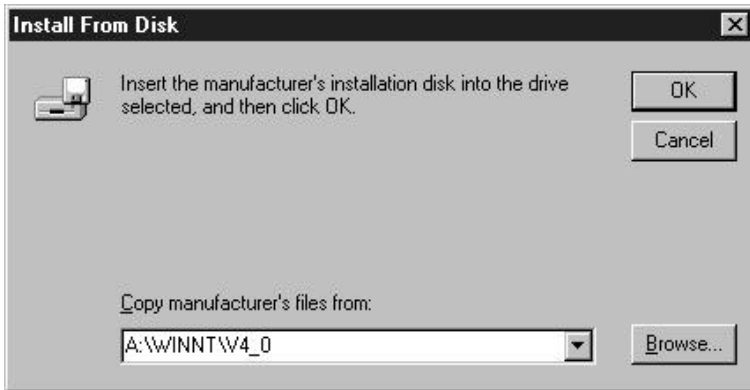 Install From Disk
Insert the manufacturer's installation disk into the drive
selected, and then click OK.
OK
Cancel
Copy manufacturer's files from:
A:\WINNT\V4_0
Browse...